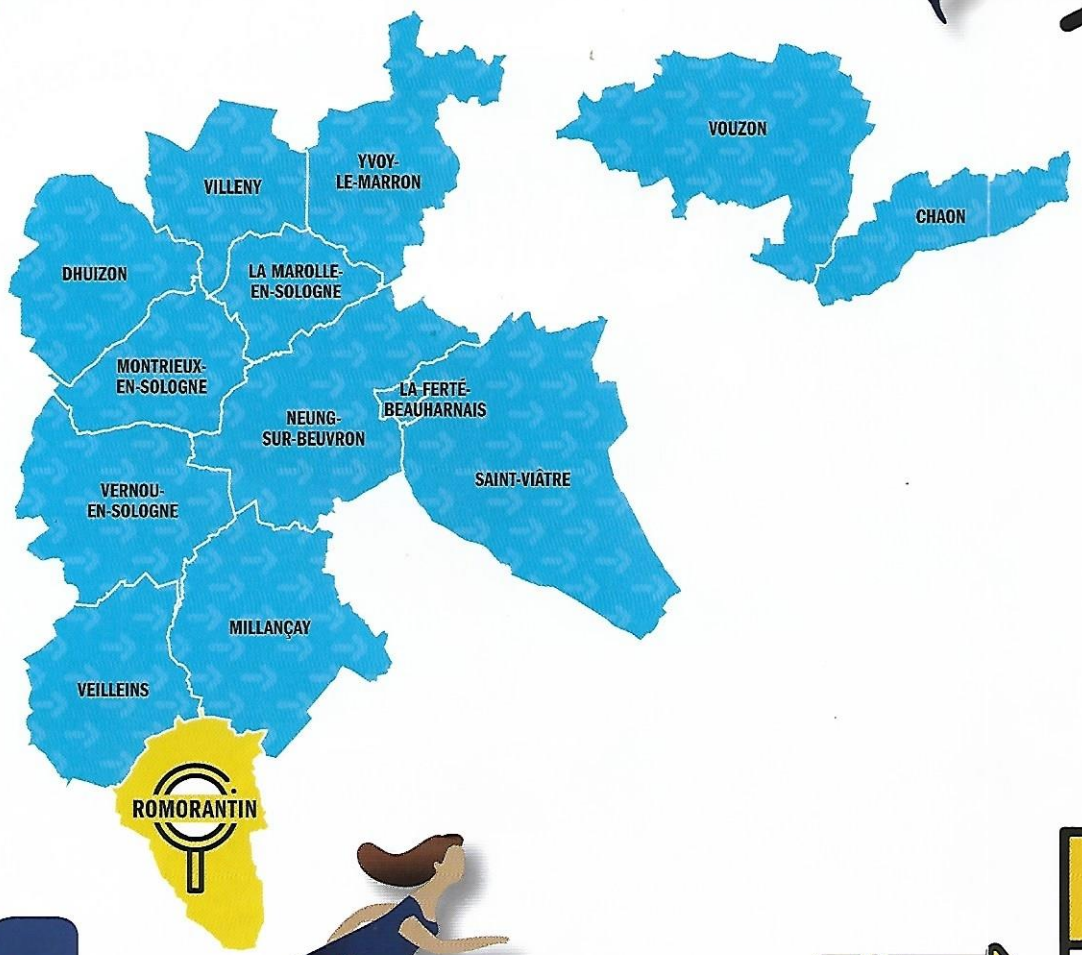 VOUZON
YVOY-
LE-MARRON
VILLENY
CHAON
DHUIZON
LA MAROLLE-
EN-SOLOGNE
MONTRIEUX-
EN-SOLOGNE
LA FERTÉ-
BEAUHARNAIS
NEUNG-
SUR-BEUVRON
SAINT-VIÂTRE
VERNOU-
EN-SOLOGNE
MILLANÇAY
VEILLEINS
ROMORANTIN